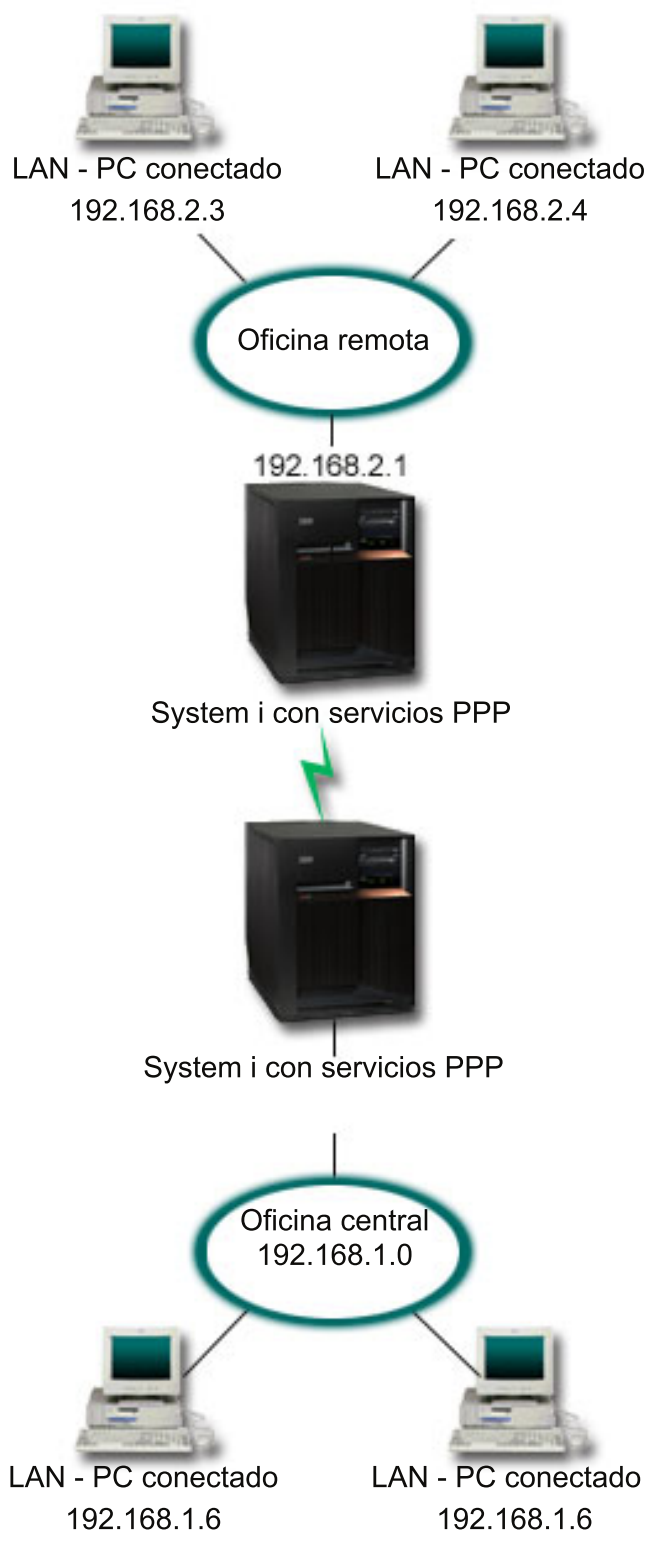 LAN - PC conectado
192.168.2.3
LAN - PC conectado
192.168.2.4
Oficina remota
192.168.2.1
System i con servicios PPP
System i con servicios PPP
Oficina central
192.168.1.0
LAN - PC conectado
192.168.1.6
LAN - PC conectado
192.168.1.6